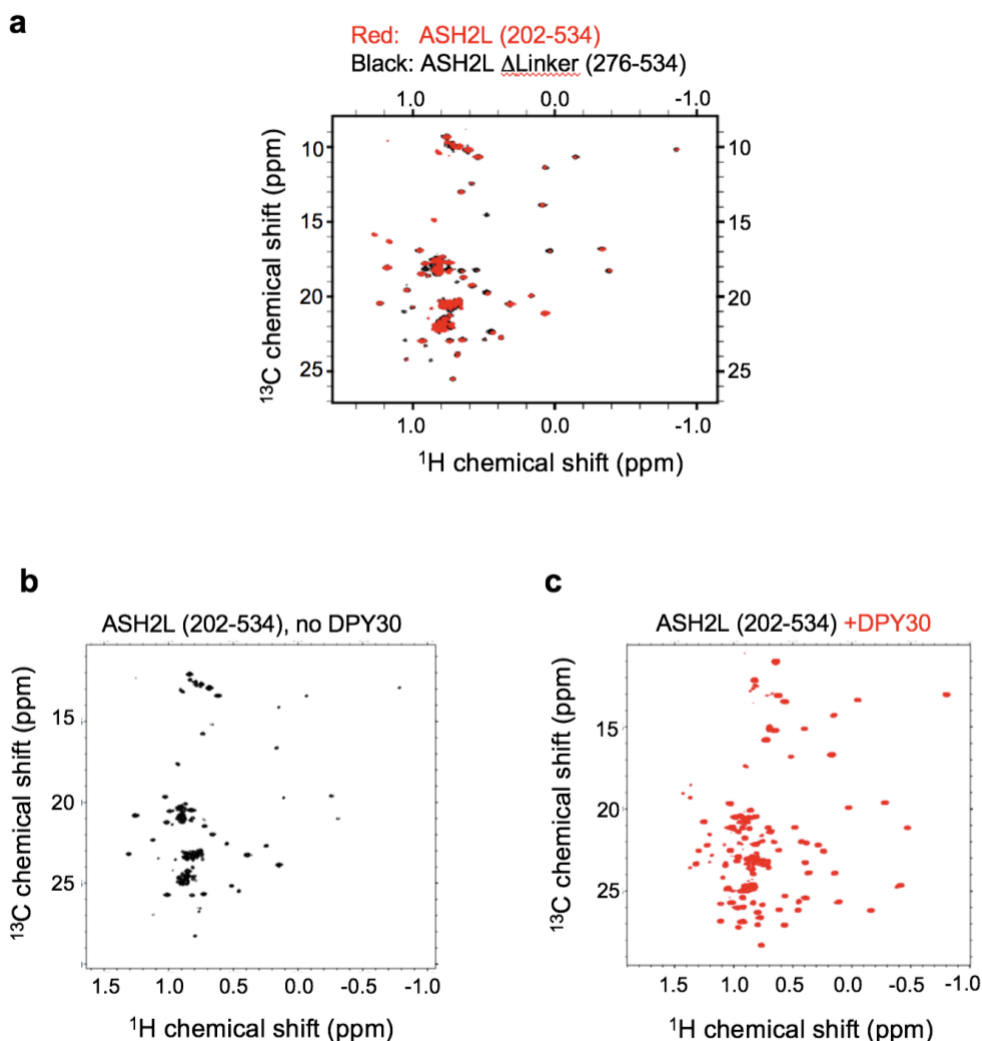 a
Red: ASH2L (202-534)
Black: ASH2L ΔLinker (276-534)
1.0 0.0 -1.0
10 10
15 15
20 20
25 25
13C chemical shift (ppm)
1.0 0.0 -1.0
1H chemical shift (ppm)
b
ASH2L (202-534), no DPY30
15
20
25
13C chemical shift (ppm)
1.5 1.0 0.5 0.0 -0.5 -1.0
1H chemical shift (ppm)
c
ASH2L (202-534) +DPY30
15
20
25
13C chemical shift (ppm)
1.5 1.0 0.5 0.0 -0.5 -1.0
1H chemical shift (ppm)